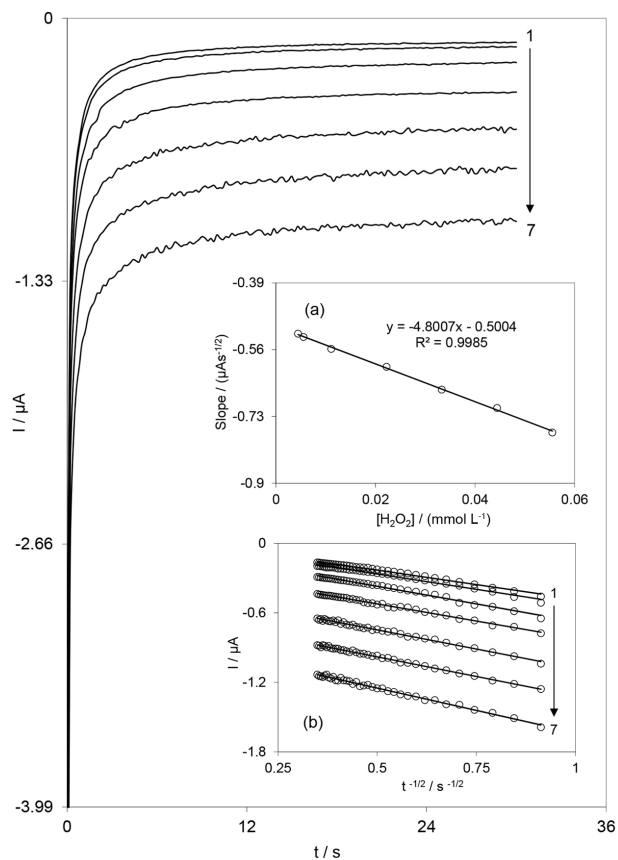 0
1
7
-1.33
-2.66
-3.99
I / µA
0
12
24
36
t / s
-0.39
-0.56
-0.73
-0.9
Slope / (µAs-1/2)
(a)
y = -4.8007x - 0.5004
R² = 0.9985
0
0.02
0.04
0.06
[H2O2] / (mmol L-1)
0
-0.6
-1.2
-1.8
I / µA
1
7
(b)
0.25
0.5
0.75
1
t -1/2 / s -1/2